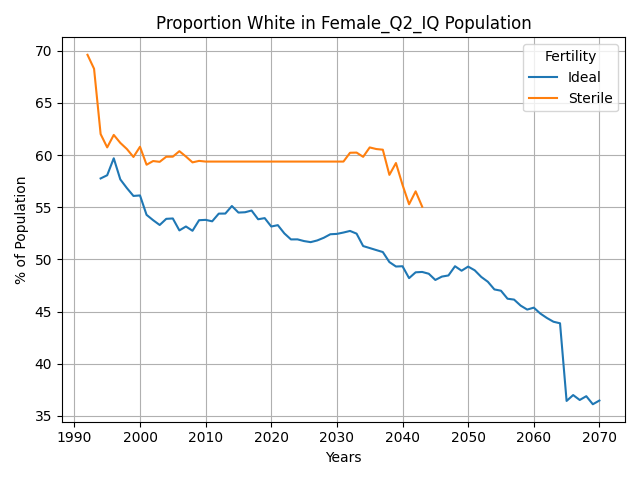 Proportion White in Female_Q2_IQ Population
% of Population
70
65
60
55
50
45
40
35
Fertility
Ideal
Sterile
1990 2000 2010 2020 2030 2040 2050 2060 2070
Years